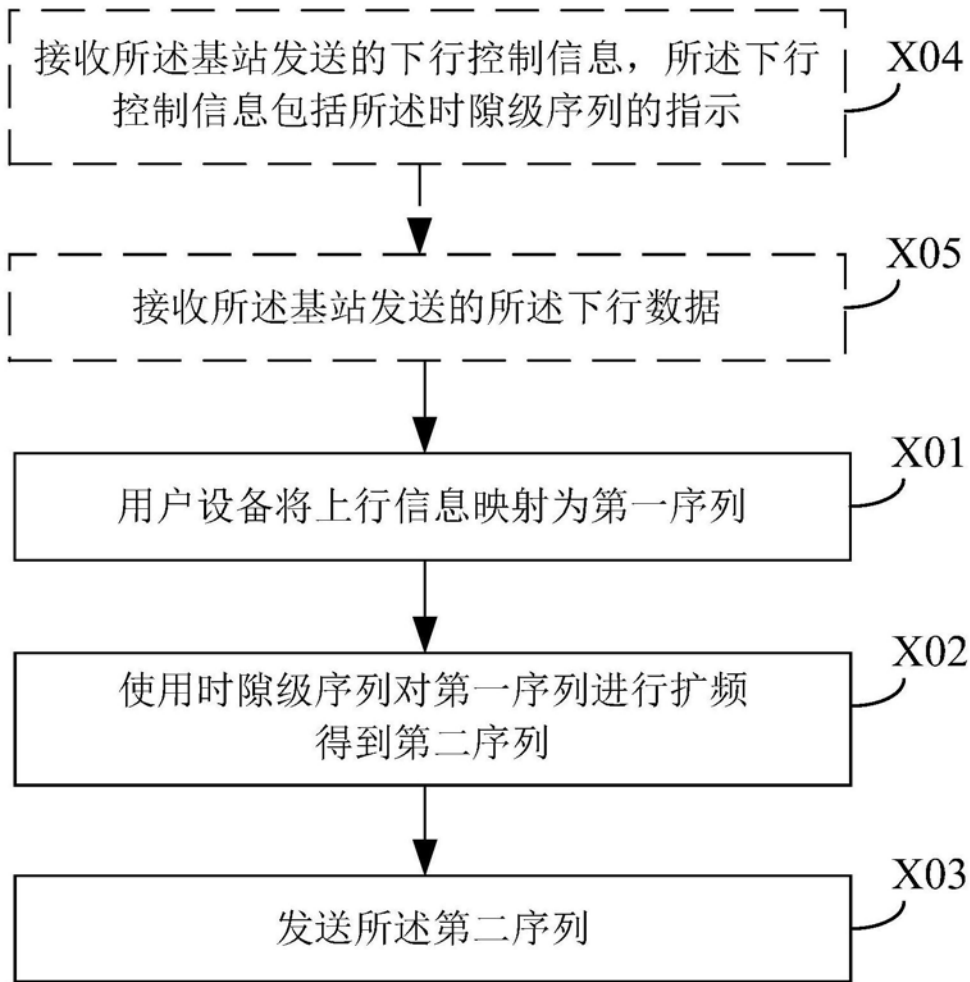 接收所述基站发送的下行控制信息，所述下行
控制信息包括所述时隙级序列的指示
X04
接收所述基站发送的所述下行数据
X05
用户设备将上行信息映射为第一序列
X01
使用时隙级序列对第一序列进行扩频
得到第二序列
X02
发送所述第二序列
X03